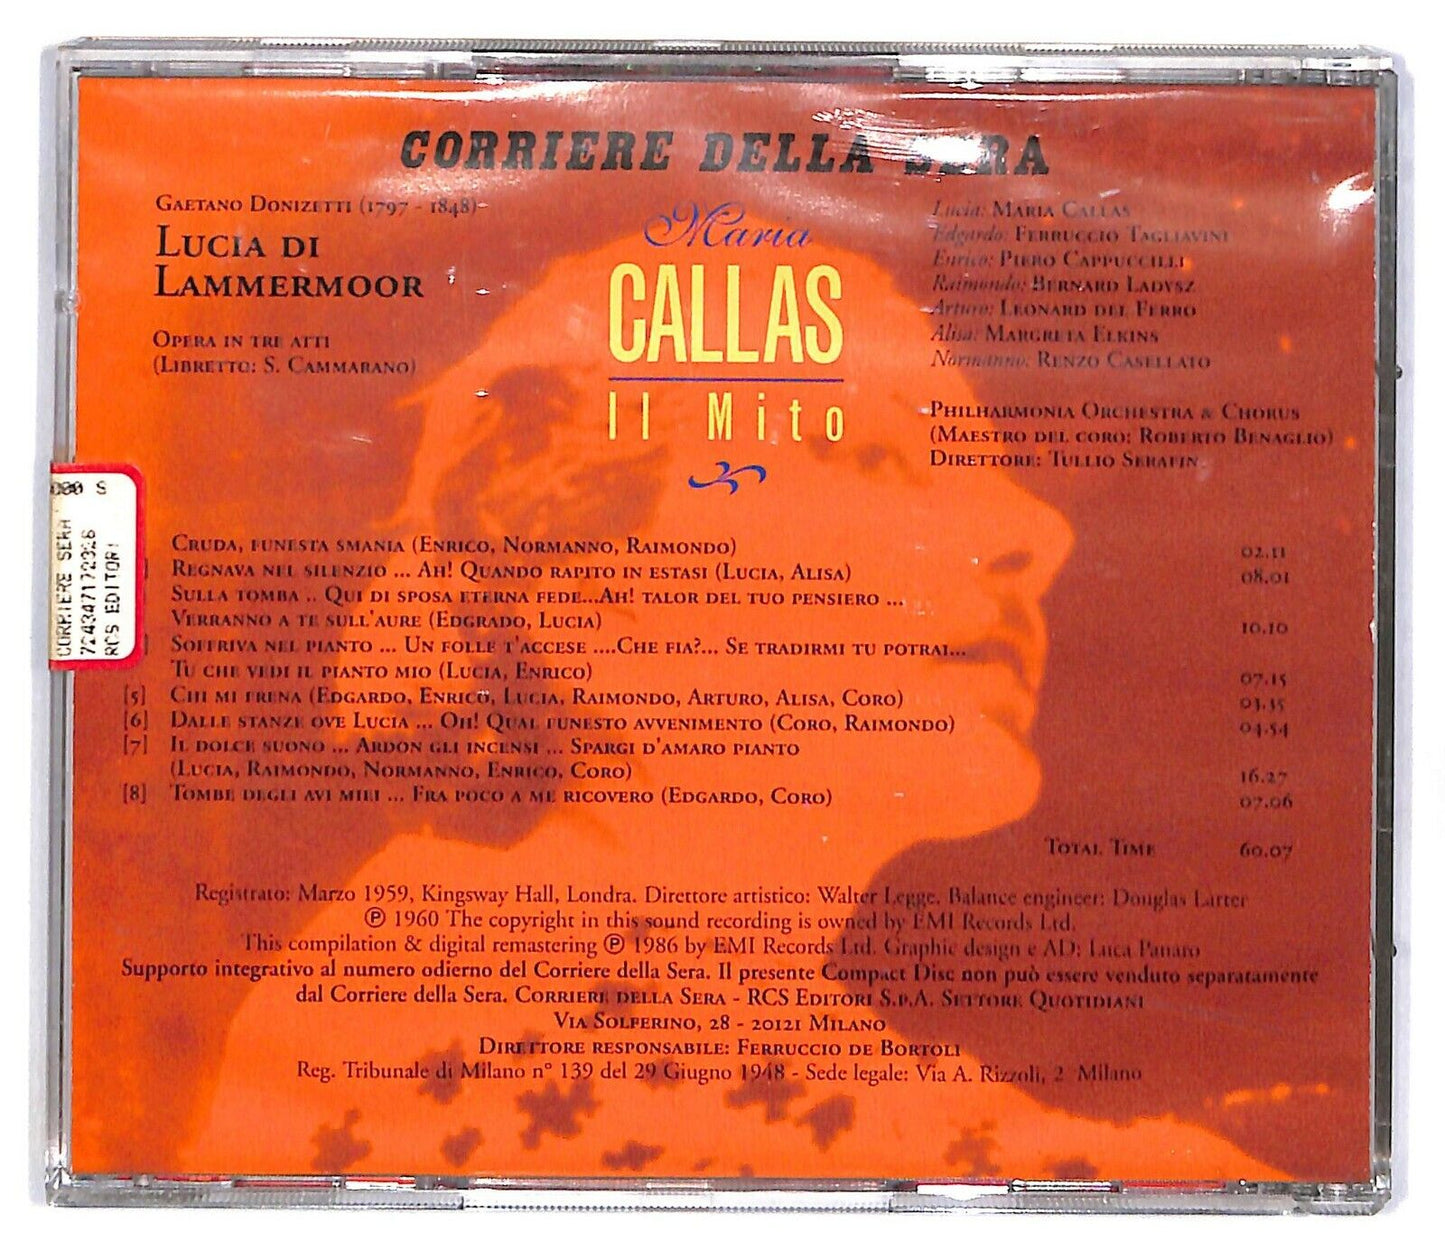 CORRIERE DELLA SERA
GAETANO DONIZETTI (1797 - 1848)
LUCIA DI
LAMMERMOOR
OPERA IN TRE ATTI
(LIBRETTO: S. CAMMARANO)
Maria
CALLAS
Il Mito
Lucia: MARIA CALLAS
Edgardo: FERRUCCIO TAGLIAVINI
Enrico: PIERO CAPPUCCILLI
Raimondo: BERNARD LADYSZ
Arturo: LEONARD DEL FERRO
Alisa: MARGRETA ELKINS
Normanno: RENZO CASELLATO
PHILHARMONIA ORCHESTRA & CHORUS
(MAESTRO DEL CORO: ROBERTO BENAGLIO)
DIRETTORE: TULLIO SERAFIN
000 S
CORRIERE SERA
724347172328
RCS EDITORI
CRUDA, FUNESTA SMANIA (ENRICO, NORMANNO, RAIMONDO) 02.11
REGNAVA NEL SILENZIO ... AH! QUANDO RAPITO IN ESTASI (LUCIA, ALISA) 08.01
SULLA TOMBA .. QUI DI SPOSA ETERNA FEDE...AH! TALOR DEL TUO PENSIERO ...
VERRANNO A TE SULL'AURE (EDGRADO, LUCIA) 10.10
SOFFRIVA NEL PIANTO ... UN FOLLE T'ACCESE ....CHE FIA?... SE TRADIRMI TU POTRAI...
TU CHE VEDI IL PIANTO MIO (LUCIA, ENRICO) 07.15
[5] CHI MI FRENA (EDGARDO, ENRICO, LUCIA, RAIMONDO, ARTURO, ALISA, CORO) 03.35
[6] DALLE STANZE OVE LUCIA ... OH! QUAL FUNESTO AVVENIMENTO (CORO, RAIMONDO) 04.54
[7] IL DOLCE SUONO ... ARDON GLI INCENSI ... SPARGI D'AMARO PIANTO
(LUCIA, RAIMONDO, NORMANNO, ENRICO, CORO) 16.27
[8] TOMBE DEGLI AVI MIEI ... FRA POCO A ME RICOVERO (EDGARDO, CORO) 07.06
TOTAL TIME 60.07
Registrato: Marzo 1959, Kingsway Hall, Londra. Direttore artistico: Walter Legge. Balance engineer: Douglas Larter
℗ 1960 The copyright in this sound recording is owned by EMI Records Ltd.
This compilation & digital remastering ℗ 1986 by EMI Records Ltd. Graphic design e AD: Luca Panaro
Supporto integrativo al numero odierno del Corriere della Sera. Il presente Compact Disc non può essere venduto separatamente
dal Corriere della Sera. CORRIERE DELLA SERA - RCS EDITORI S.P.A. SETTORE QUOTIDIANI
VIA SOLFERINO, 28 - 20121 MILANO
DIRETTORE RESPONSABILE: FERRUCCIO DE BORTOLI
Reg. Tribunale di Milano n° 139 del 29 Giugno 1948 - Sede legale: Via A. Rizzoli, 2 Milano